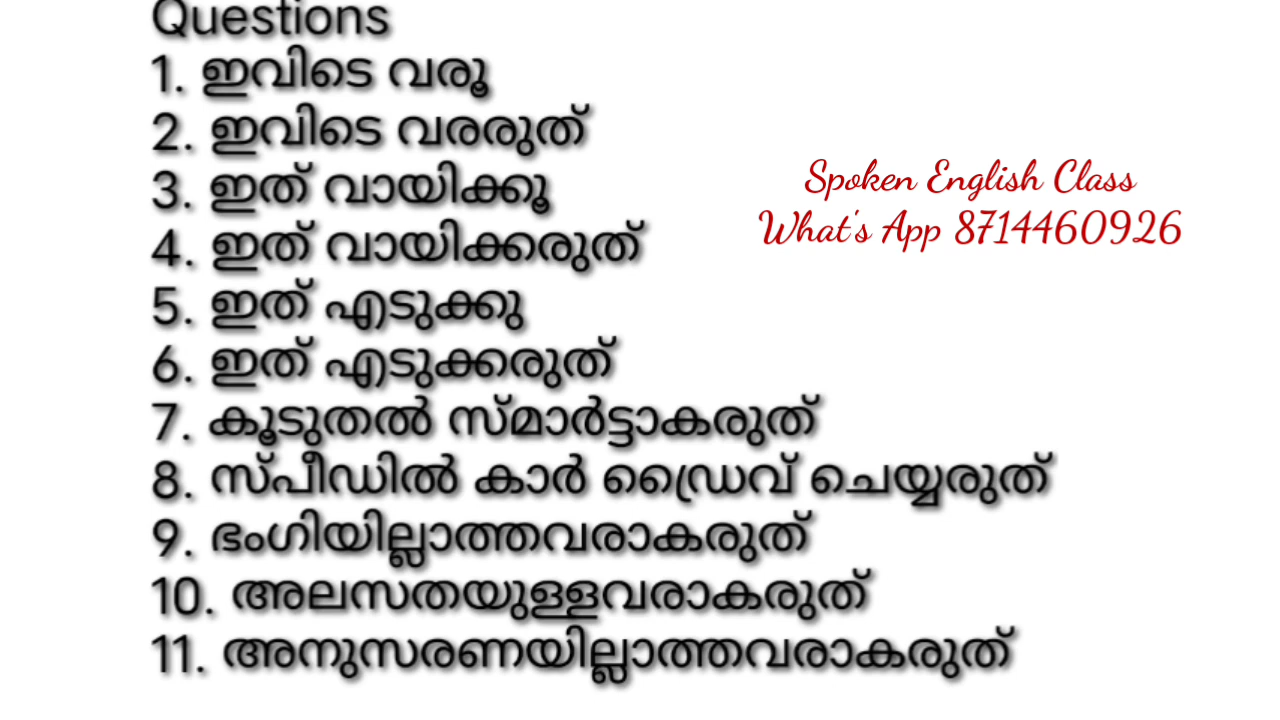 Questions
1. ഇവിടെ വരൂ
2. ഇവിടെ വരരുത്
3. ഇത് വായിക്കൂ
4. ഇത് വായിക്കരുത്
5. ഇത് എടുക്കു
6. ഇത് എടുക്കരുത്
7. കൂടുതൽ സ്മാർട്ടാകരുത്
8. സ്പീഡിൽ കാർ ഡ്രൈവ് ചെയ്യരുത്
9. ഭംഗിയില്ലാത്തവരാകരുത്
10. അലസതയുള്ളവരാകരുത്
11. അനുസരണയില്ലാത്തവരാകരുത്
Spoken English Class
What's App 8714460926